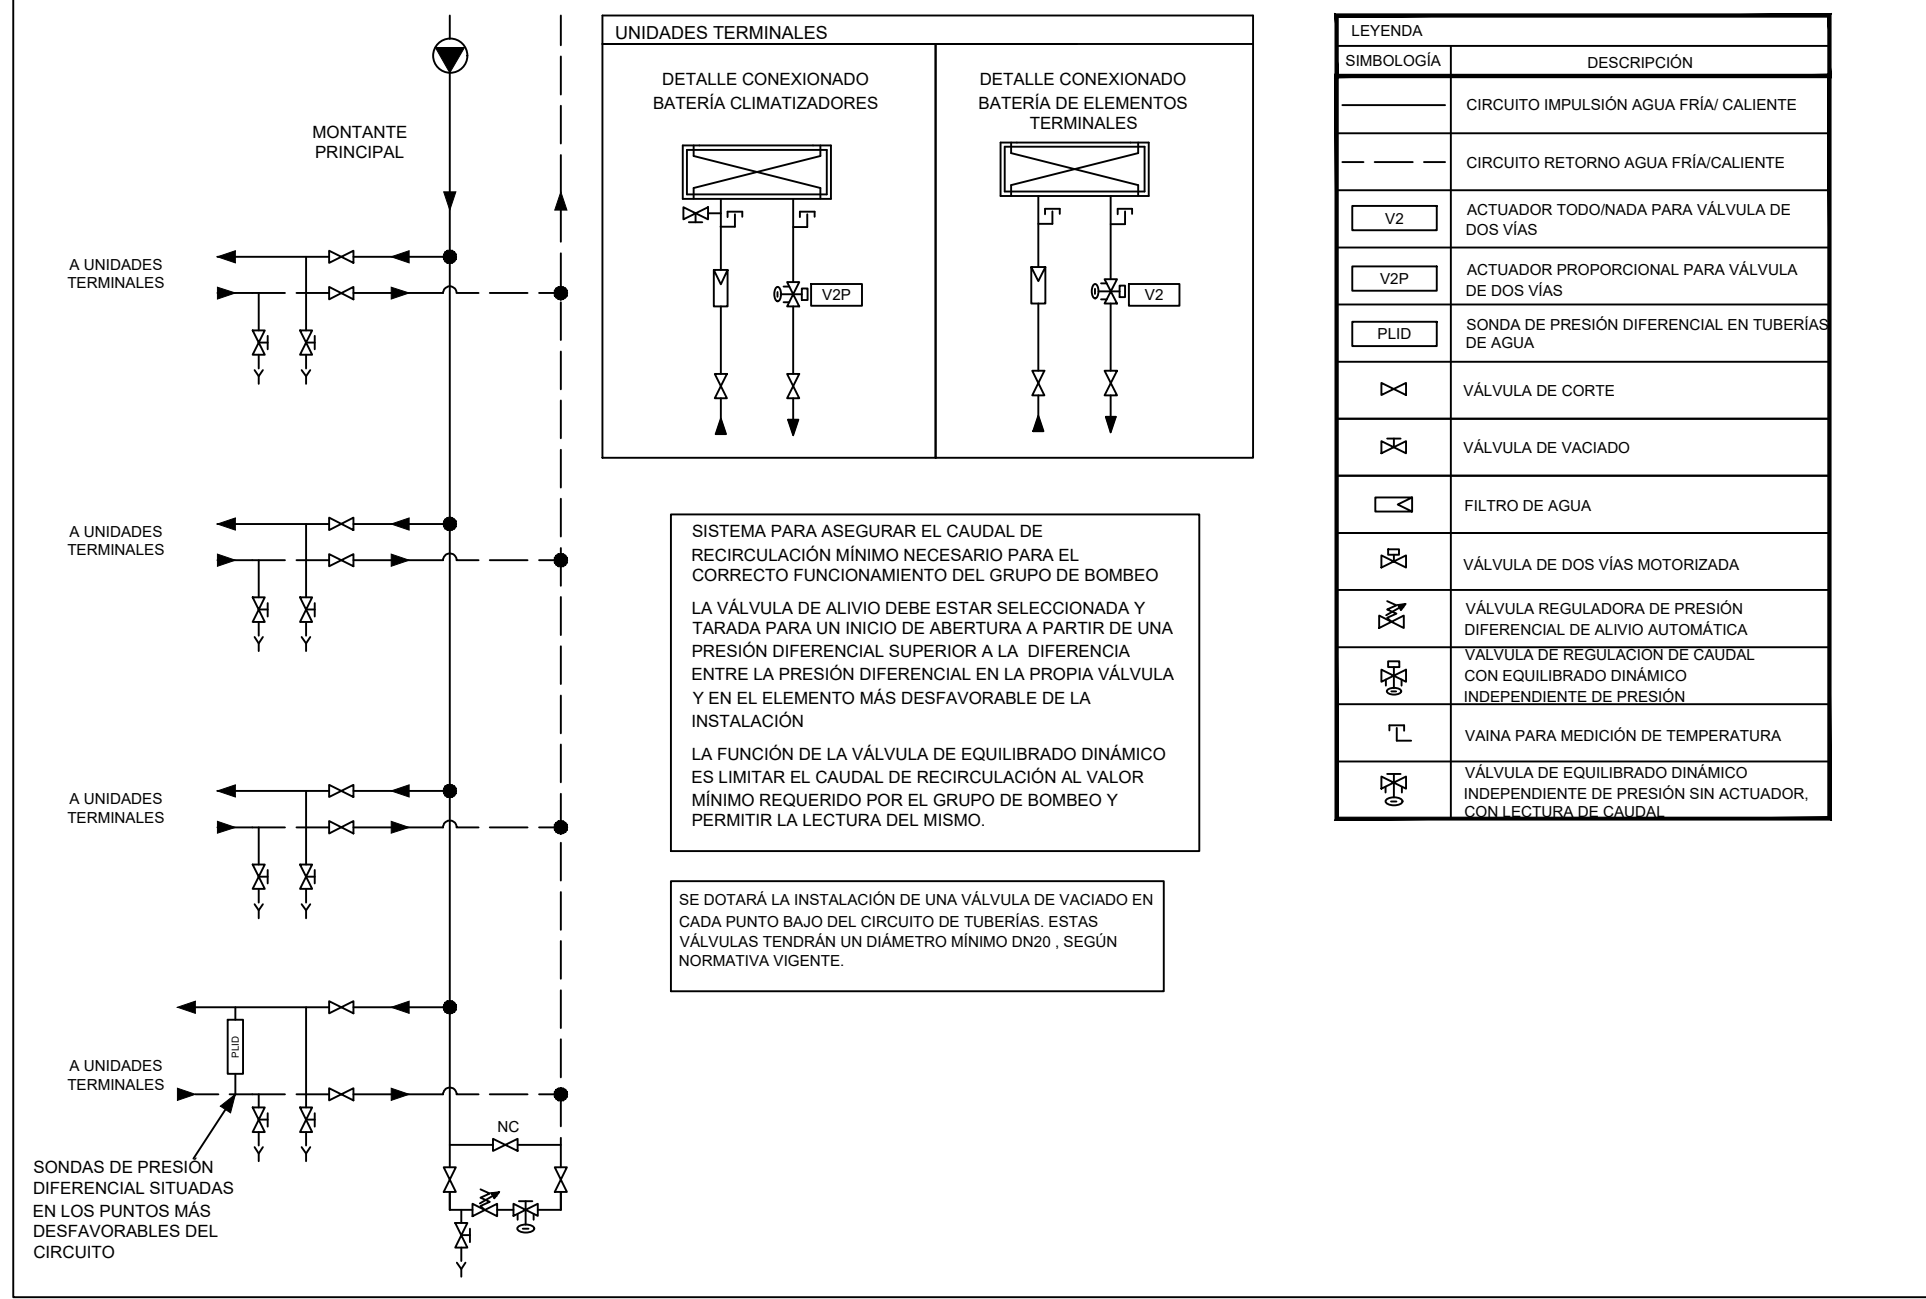 MONTANTE
PRINCIPAL
A UNIDADES
TERMINALES
A UNIDADES
TERMINALES
A UNIDADES
TERMINALES
PLID
A UNIDADES
TERMINALES
NC
SONDAS DE PRESIÓN
DIFERENCIAL SITUADAS
EN LOS PUNTOS MÁS
DESFAVORABLES DEL
CIRCUITO
UNIDADES TERMINALES
DETALLE CONEXIONADO
BATERÍA CLIMATIZADORES
V2P
DETALLE CONEXIONADO
BATERÍA DE ELEMENTOS
TERMINALES
V2
SISTEMA PARA ASEGURAR EL CAUDAL DE
RECIRCULACIÓN MÍNIMO NECESARIO PARA EL
CORRECTO FUNCIONAMIENTO DEL GRUPO DE BOMBEO
LA VÁLVULA DE ALIVIO DEBE ESTAR SELECCIONADA Y
TARADA PARA UN INICIO DE ABERTURA A PARTIR DE UNA
PRESIÓN DIFERENCIAL SUPERIOR A LA DIFERENCIA
ENTRE LA PRESIÓN DIFERENCIAL EN LA PROPIA VÁLVULA
Y EN EL ELEMENTO MÁS DESFAVORABLE DE LA
INSTALACIÓN
LA FUNCIÓN DE LA VÁLVULA DE EQUILIBRADO DINÁMICO
ES LIMITAR EL CAUDAL DE RECIRCULACIÓN AL VALOR
MÍNIMO REQUERIDO POR EL GRUPO DE BOMBEO Y
PERMITIR LA LECTURA DEL MISMO.
SE DOTARÁ LA INSTALACIÓN DE UNA VÁLVULA DE VACIADO EN
CADA PUNTO BAJO DEL CIRCUITO DE TUBERÍAS. ESTAS
VÁLVULAS TENDRÁN UN DIÁMETRO MÍNIMO DN20 , SEGÚN
NORMATIVA VIGENTE.
LEYENDA
SIMBOLOGÍA DESCRIPCIÓN
CIRCUITO IMPULSIÓN AGUA FRÍA/ CALIENTE
CIRCUITO RETORNO AGUA FRÍA/CALIENTE
V2
ACTUADOR TODO/NADA PARA VÁLVULA DE
DOS VÍAS
V2P
ACTUADOR PROPORCIONAL PARA VÁLVULA
DE DOS VÍAS
PLID
SONDA DE PRESIÓN DIFERENCIAL EN TUBERÍAS
DE AGUA
VÁLVULA DE CORTE
VÁLVULA DE VACIADO
FILTRO DE AGUA
VÁLVULA DE DOS VÍAS MOTORIZADA
VÁLVULA REGULADORA DE PRESIÓN
DIFERENCIAL DE ALIVIO AUTOMÁTICA
VÁLVULA DE REGULACIÓN DE CAUDAL
CON EQUILIBRADO DINÁMICO
INDEPENDIENTE DE PRESIÓN
VAINA PARA MEDICIÓN DE TEMPERATURA
VÁLVULA DE EQUILIBRADO DINÁMICO
INDEPENDIENTE DE PRESIÓN SIN ACTUADOR,
CON LECTURA DE CAUDAL